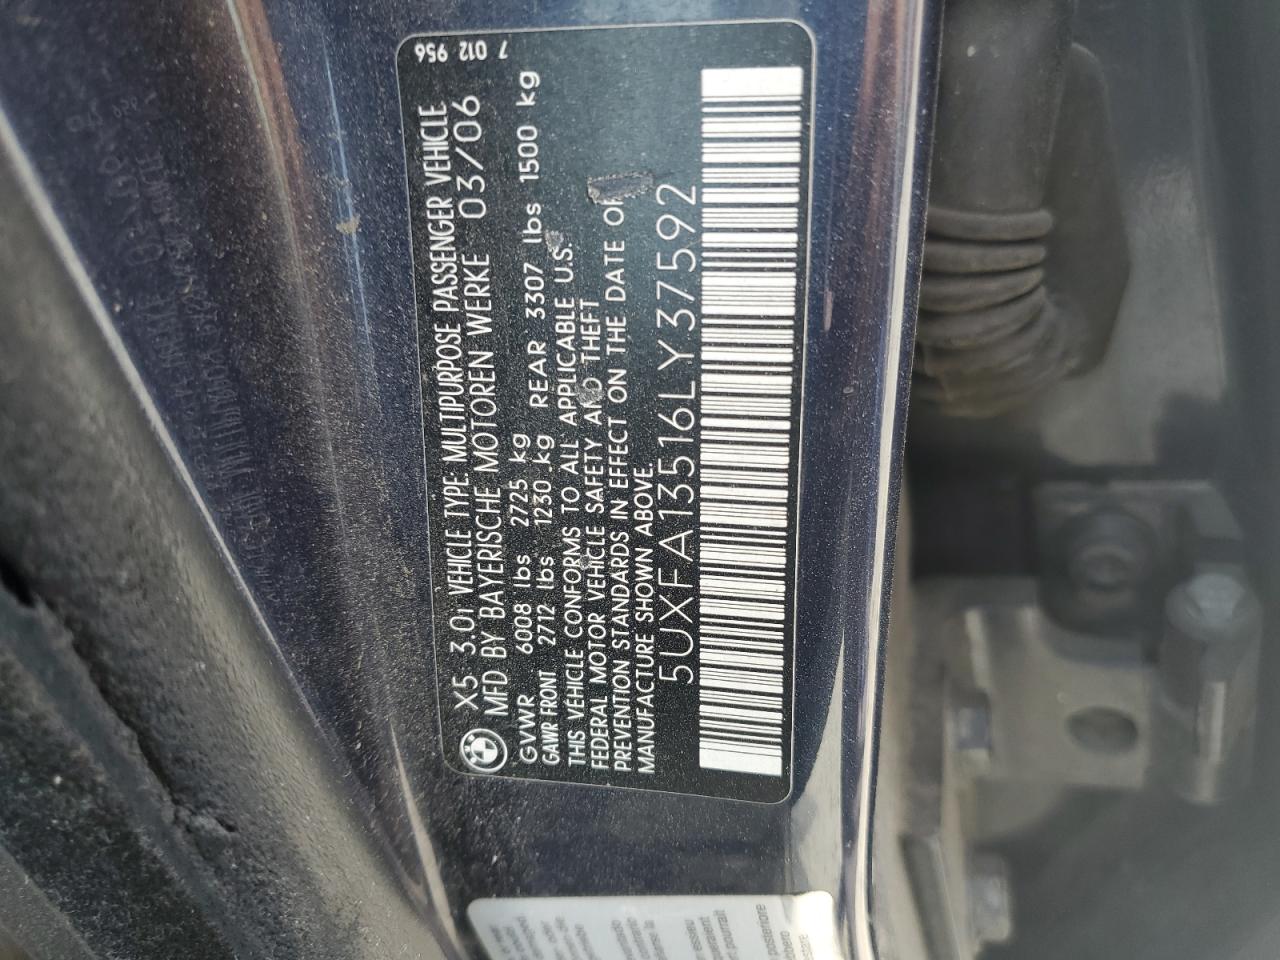 7 012 956
X5 3.0i VEHICLE TYPE: MULTIPURPOSE PASSENGER VEHICLE
MFD BY BAYERISCHE MOTOREN WERKE 03/06
GVWR 6008 lbs 2725 kg
GAWR FRONT 2712 lbs 1230 kg REAR 3307 lbs 1500 kg
THIS VEHICLE CONFORMS TO ALL APPLICABLE U.S.
FEDERAL MOTOR VEHICLE SAFETY AND THEFT
PREVENTION STANDARDS IN EFFECT ON THE DATE OF
MANUFACTURE SHOWN ABOVE.
5UXFA13516LY37592
essieu
pourrait
posterior